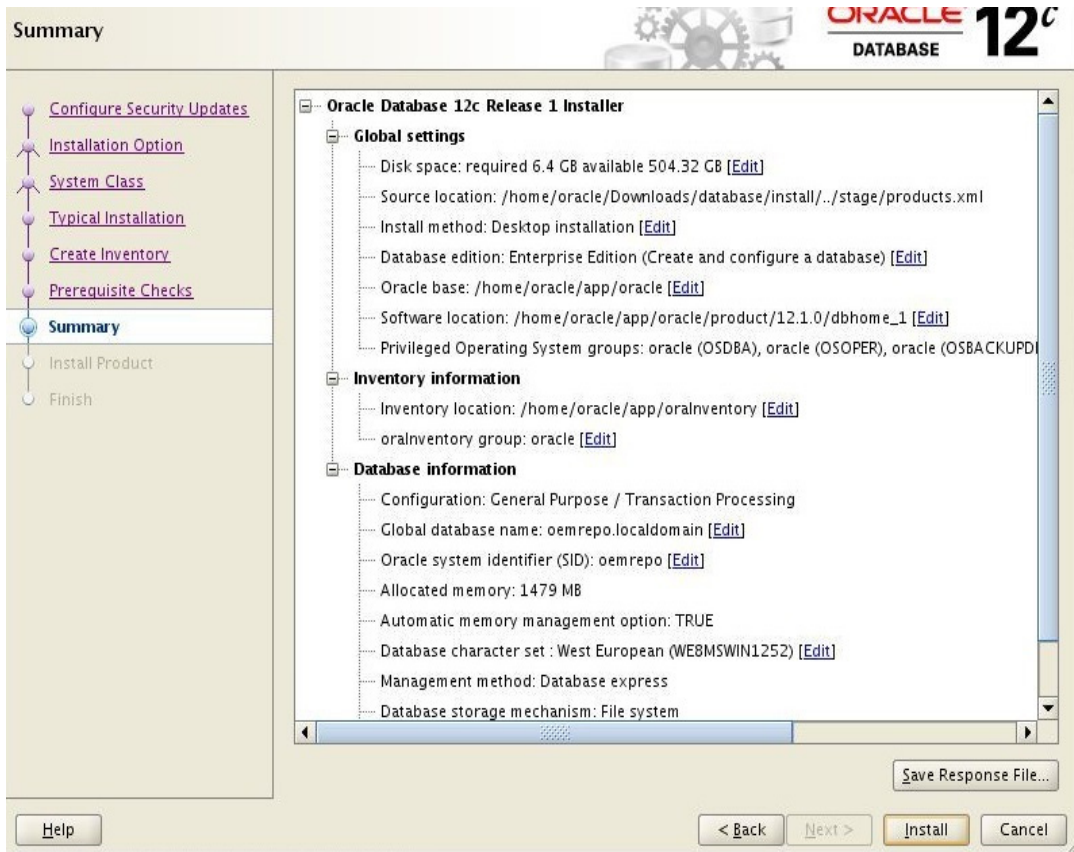 Summary
ORACLE
DATABASE
12c
Configure Security Updates
Installation Option
System Class
Typical Installation
Create Inventory
Prerequisite Checks
Summary
Install Product
Finish
Oracle Database 12c Release 1 Installer
Global settings
Disk space: required 6.4 GB available 504.32 GB [Edit]
Source location: /home/oracle/Downloads/database/install/../stage/products.xml
Install method: Desktop installation [Edit]
Database edition: Enterprise Edition (Create and configure a database) [Edit]
Oracle base: /home/oracle/app/oracle [Edit]
Software location: /home/oracle/app/oracle/product/12.1.0/dbhome_1 [Edit]
Privileged Operating System groups: oracle (OSDBA), oracle (OSOPER), oracle (OSBACKUPD
Inventory information
Inventory location: /home/oracle/app/oraInventory [Edit]
oraInventory group: oracle [Edit]
Database information
Configuration: General Purpose / Transaction Processing
Global database name: oemrepo.localdomain [Edit]
Oracle system identifier (SID): oemrepo [Edit]
Allocated memory: 1479 MB
Automatic memory management option: TRUE
Database character set : West European (WE8MSWIN1252) [Edit]
Management method: Database express
Database storage mechanism: File system
Save Response File...
Help
< Back
Next >
Install
Cancel